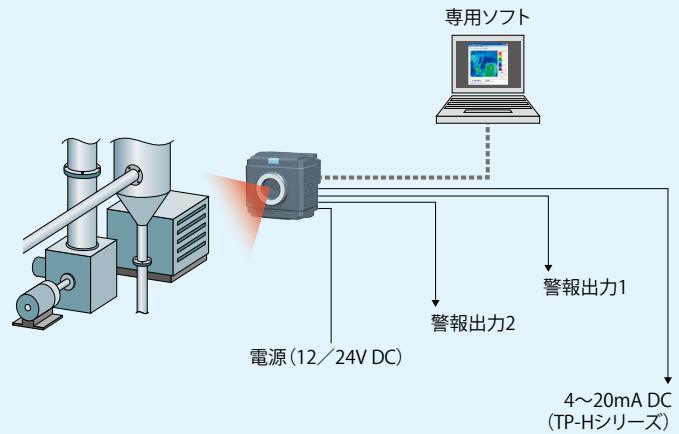 専用ソフト
警報出力1
警報出力2
電源（12／24V DC）
4～20mA DC
（TP-Hシリーズ）